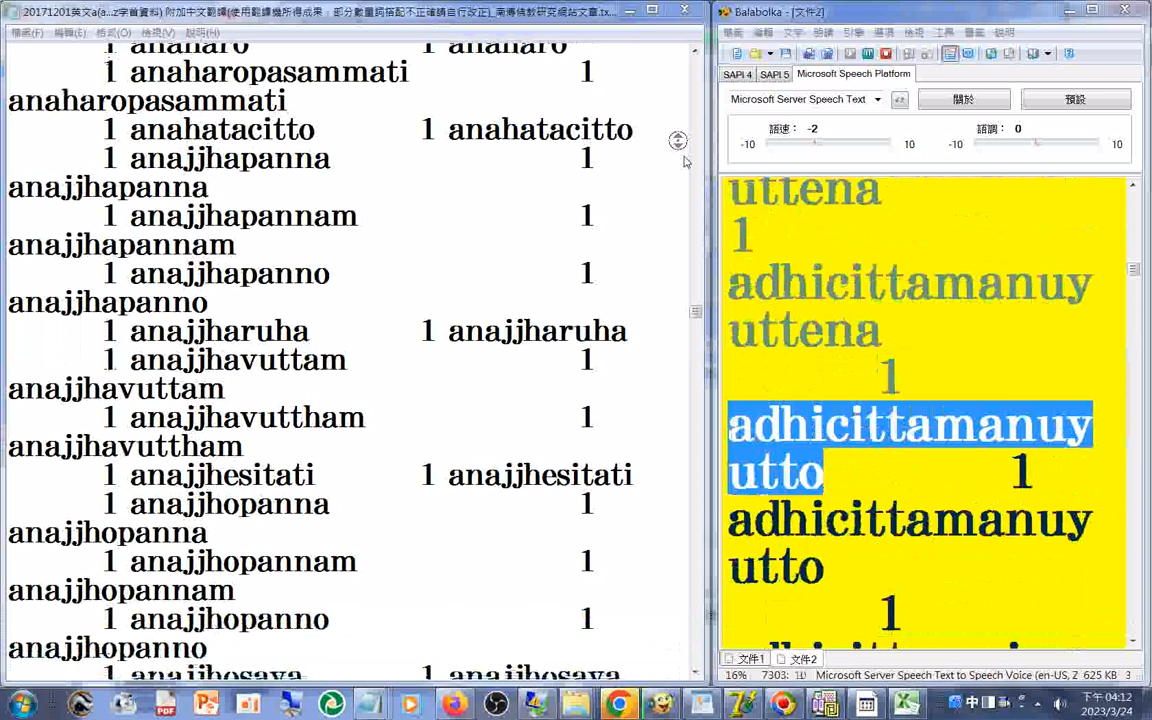 20171201英文a(a...z字首資料) 附加中文翻譯(使用翻譯機所得成果，部分數量詞搭配不正確請自行改正)_南傳佛教研究網站文章.tx...
檔案(F) 編輯(E) 格式(O) 檢視(V) 說明(H)
1 anaharo 1 anaharo
1 anaharopasammati 1
anaharopasammati
1 anahatacitto 1 anahatacitto
1 anajjhapanna 1
anajjhapanna
1 anajjhapannam 1
anajjhapannam
1 anajjhapanno 1
anajjhapanno
1 anajjharuha 1 anajjharuha
1 anajjhavuttam 1
anajjhavuttam
1 anajjhavuttham 1
anajjhavuttham
1 anajjhesitati 1 anajjhesitati
1 anajjhopanna 1
anajjhopanna
1 anajjhopannam 1
anajjhopannam
1 anajjhopanno 1
anajjhopanno
1 anajjhosaya 1 anajjhosaya
Balabolka - [文件2]
檔案 編輯 文字 朗讀 引擎 選項 檢視 工具 視窗 說明
SAPI 4 SAPI 5 Microsoft Speech Platform
Microsoft Server Speech Text 關於 預設
語速： -2 語調： 0
-10 10 -10 10
uttena
1
adhicittamanuy
uttena
1
adhicittamanuy
utto 1
adhicittamanuy
utto
1
文件1 文件2
16% 7303: 10 Microsoft Server Speech Text to Speech Voice (en-US, Z 625 KB 3
中
下午 04:12
2023/3/24